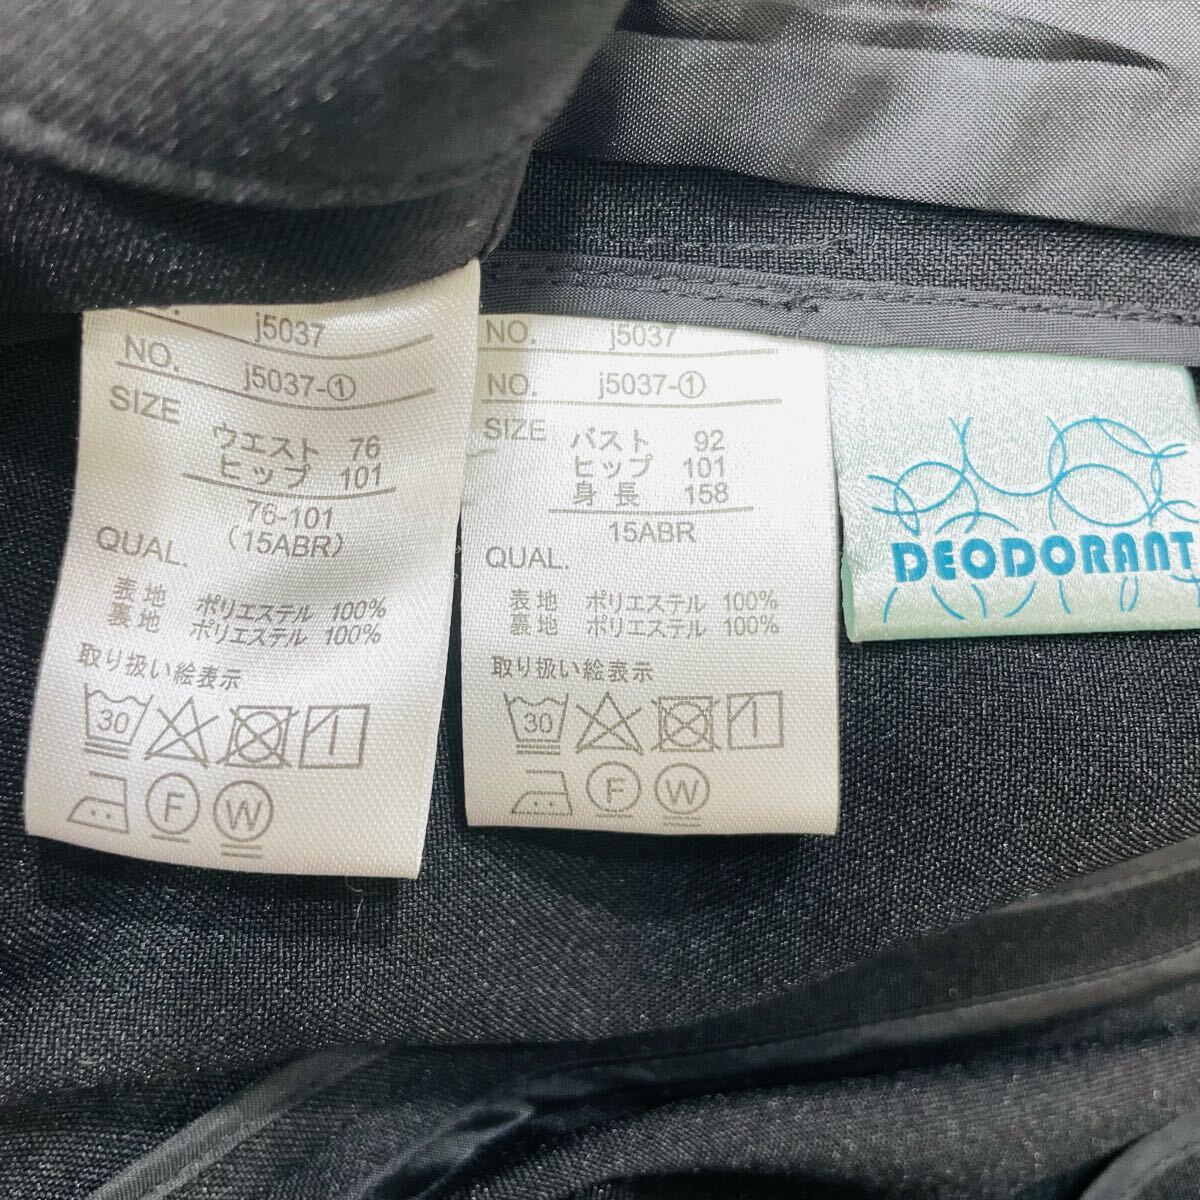 j5037
NO. j5037-①
SIZE
ウエスト 76
ヒップ 101
76-101
(15ABR)
QUAL.
表地 ポリエステル 100%
裏地 ポリエステル 100%
取り扱い絵表示
30
F W
NO. j5037
NO. j5037-①
SIZE バスト 92
ヒップ 101
身長 158
15ABR
QUAL.
表地 ポリエステル 100%
裏地 ポリエステル 100%
取り扱い絵表示
30
F W
DEODORANT